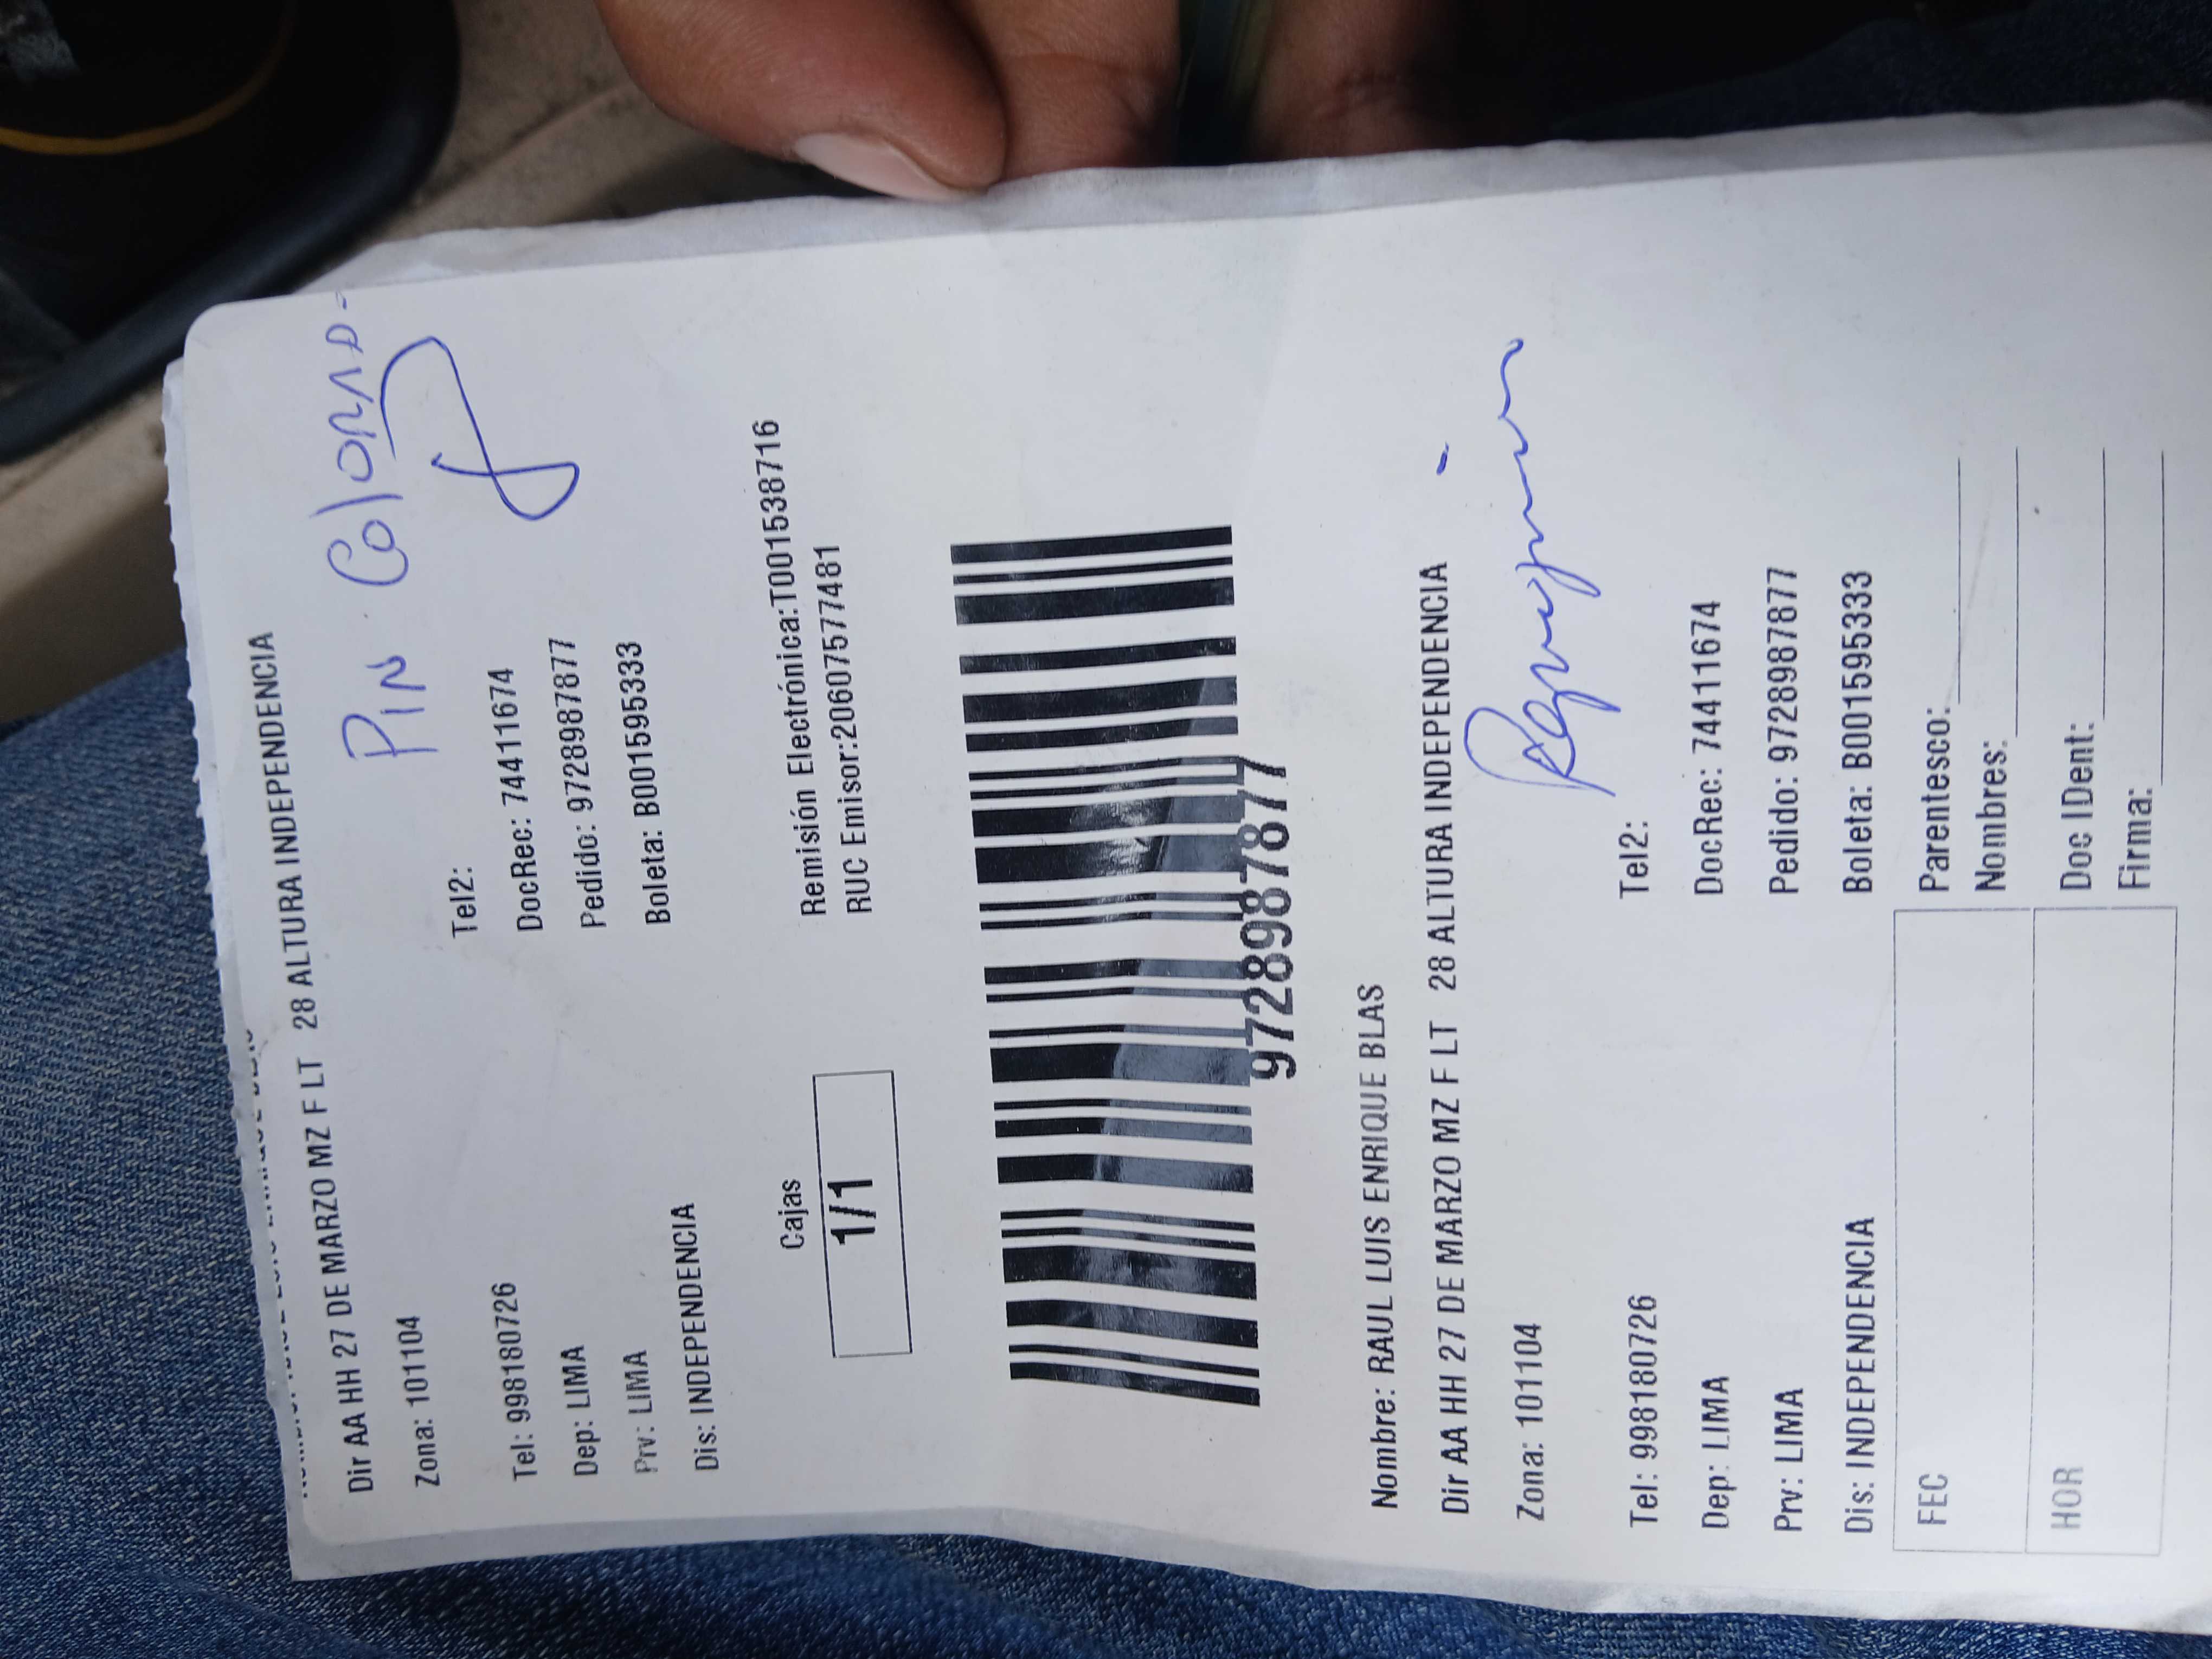 Dir AA HH 27 DE MARZO MZ F LT 28 ALTURA INDEPENDENCIA
PIN
Zona: 101104
Tel: 998180726 Tel2:
Dep: LIMA DocRec: 74411674
Prv: LIMA Pedido: 9728987877
Dis: INDEPENDENCIA Boleta: B001595333
Cajas Remisión Electrónica:T001538716
1/1 RUC Emisor:20607577481
9728987877
Nombre: RAUL LUIS ENRIQUE BLAS
Dir AA HH 27 DE MARZO MZ F LT 28 ALTURA INDEPENDENCIA
Zona: 101104
Tel: 998180726 Tel2:
Dep: LIMA DocRec: 74411674
Prv: LIMA Pedido: 9728987877
Dis: INDEPENDENCIA Boleta: B001595333
FEC Parentesco:
Nombres:
HOR Doc IDent:
Firma: